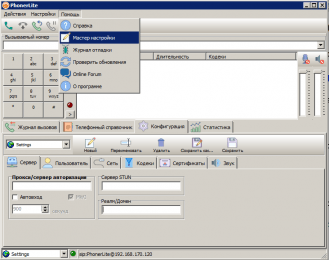 PhonerLite
Действия Настройки Помощь
Вызываемый номер
Справка
Мастер настройки
Журнал отладки
Проверить обновления
Online Forum
О программе
Длительность Кодеки
1 2 abc 3 def
4 ghi 5 jkl 6 mno
7 pqrs 8 tuv 9 wxyz
* 0 #
Журнал вызовов Телефонный справочник Конфигурация Статистика
Settings
Новый Переименовать Удалить Сохранить как... Сохранить
Сервер Пользователь Сеть Кодеки Сертификаты Звук
Прокси/сервер авторизации
Сервер STUN
Автовход
900
Реалм/Домен
Settings sip:PhonerLite@192.168.170.120